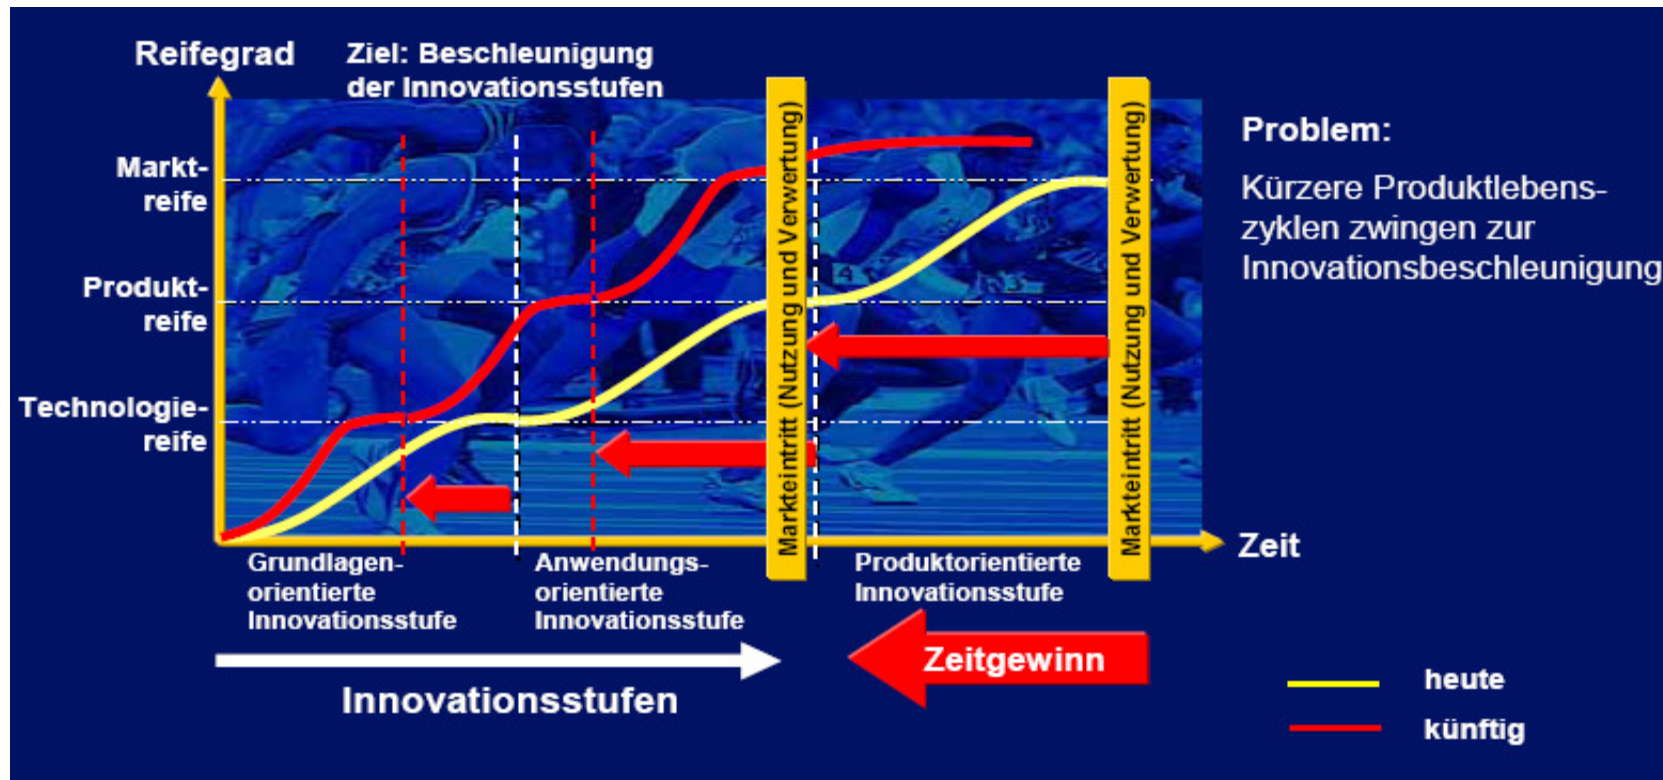 Reifegrad
Ziel: Beschleunigung
der Innovationsstufen
Markt-
reife
Produkt-
reife
Technologie-
reife
Markteintritt (Nutzung und Verwertung)
Markteintritt (Nutzung und Verwertung)
Problem:
Kürzere Produktlebens-
zyklen zwingen zur
Innovationsbeschleunigung
4
3
Zeit
Grundlagen-
orientierte
Innovationsstufe
Anwendungs-
orientierte
Innovationsstufe
Produktorientierte
Innovationsstufe
Innovationsstufen
Zeitgewinn
heute
künftig